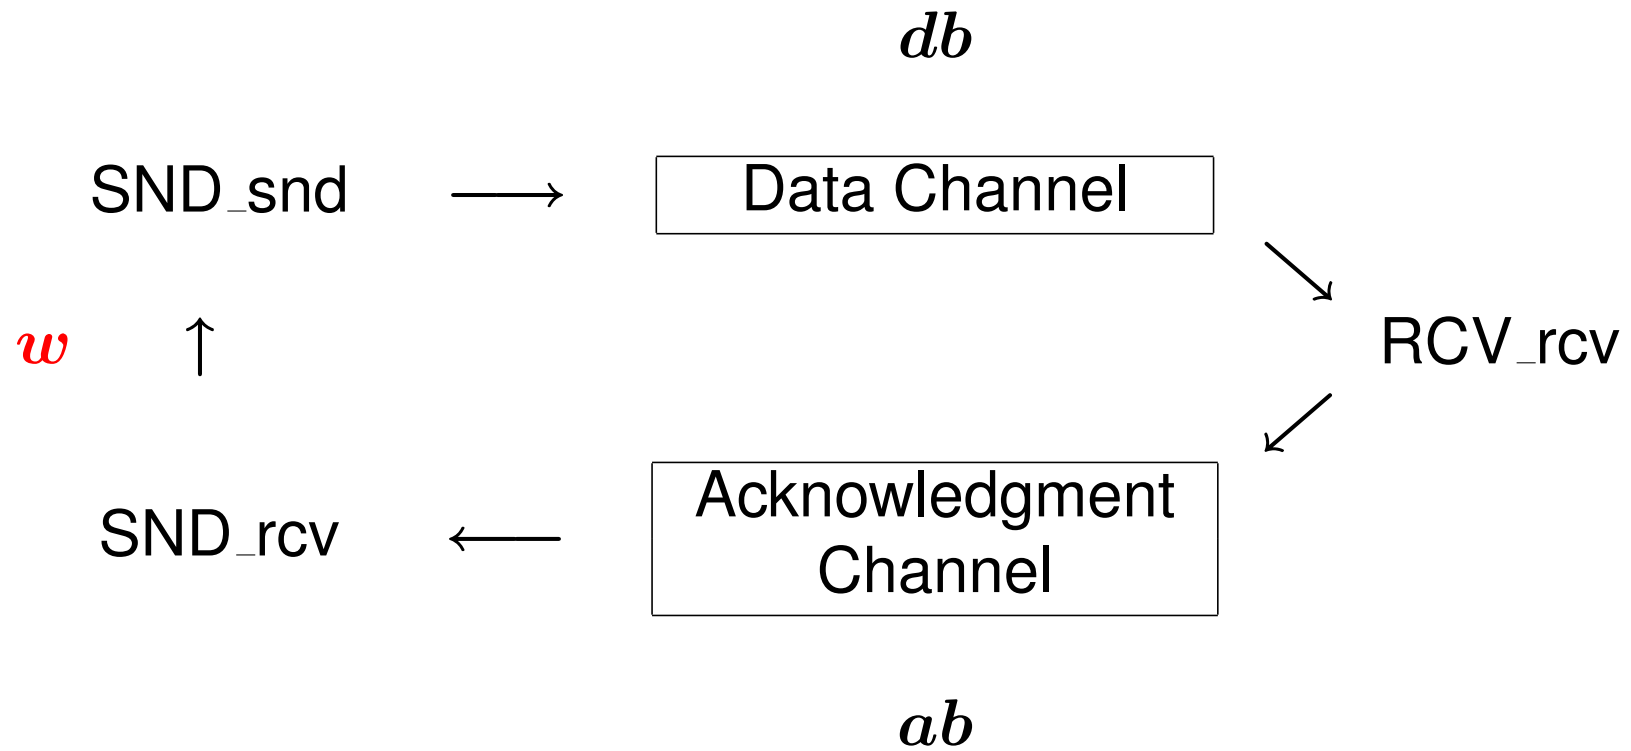 db
SND_snd
Data Channel
w
RCV_rcv
SND_rcv
Acknowledgment
Channel
ab